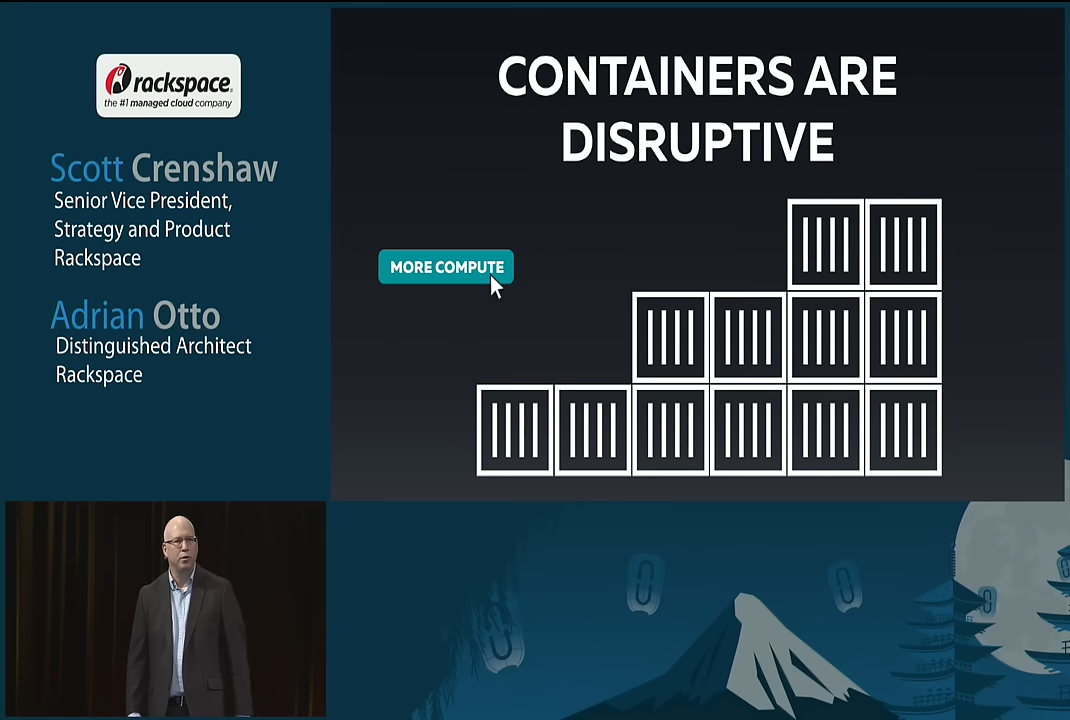 rackspace.
the #1 managed cloud company
Scott Crenshaw
Senior Vice President,
Strategy and Product
Rackspace
Adrian Otto
Distinguished Architect
Rackspace
CONTAINERS ARE
DISRUPTIVE
MORE COMPUTE